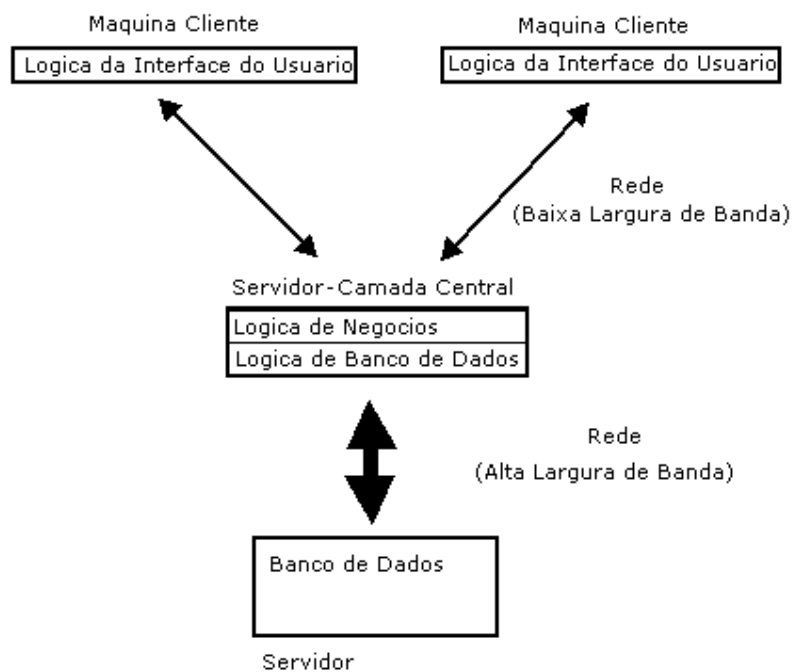 Maquina Cliente
Maquina Cliente
Logica da Interface do Usuario
Logica da Interface do Usuario
Rede
(Baixa Largura de Banda)
Servidor-Camada Central
Logica de Negocios
Logica de Banco de Dados
Rede
(Alta Largura de Banda)
Banco de Dados
Servidor